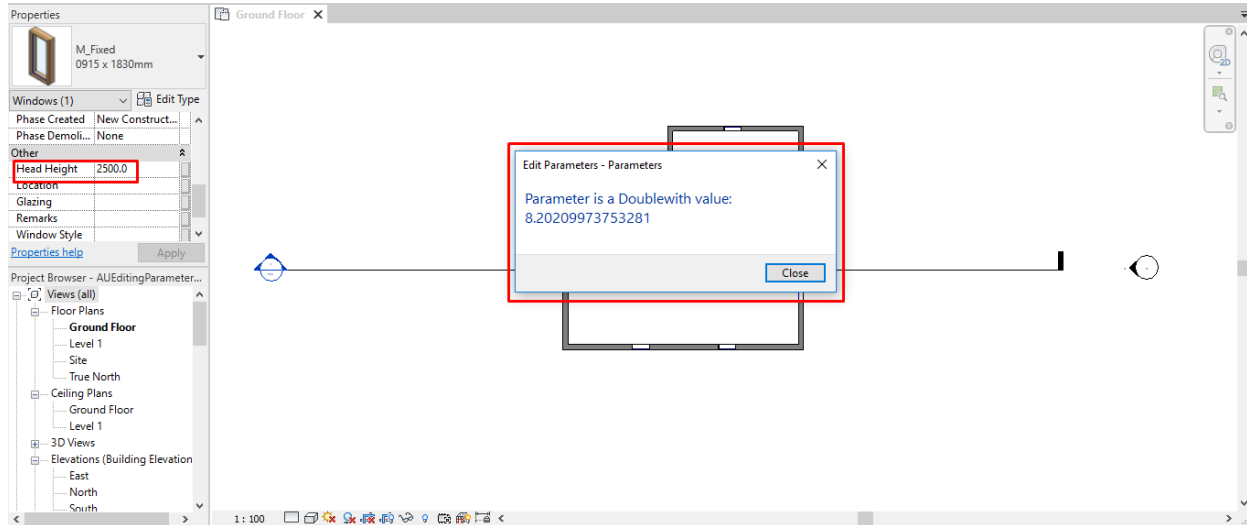 Properties
M_Fixed
0915 x 1830mm
Windows (1)
Edit Type
Phase Created New Construct...
Phase Demoli... None
Other
Head Height 2500.0
Location
Glazing
Remarks
Window Style
Properties help
Apply
Project Browser - AUEditingParameter...
Views (all)
Floor Plans
Ground Floor
Level 1
Site
True North
Ceiling Plans
Ground Floor
Level 1
3D Views
Elevations (Building Elevation
East
North
South
Ground Floor
Edit Parameters - Parameters
Parameter is a Doublewith value:
8.20209973753281
Close
2D
1 : 100